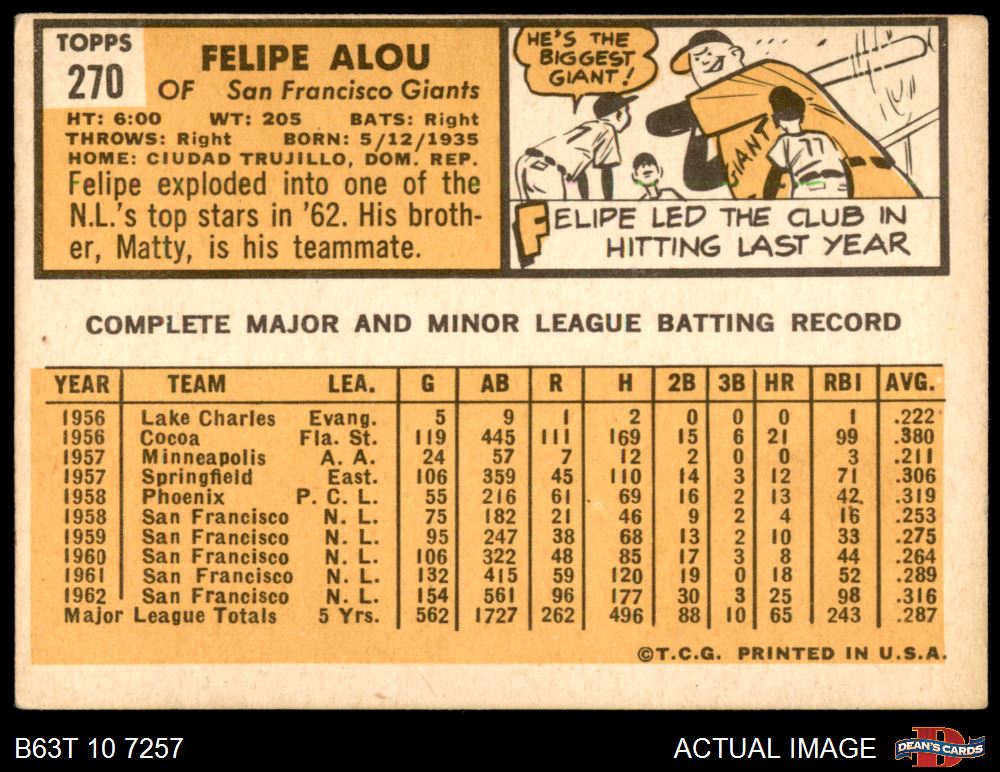 TOPPS
270
FELIPE ALOU
OF San Francisco Giants
HT: 6:00 WT: 205 BATS: Right
THROWS: Right BORN: 5/12/1935
HOME: CIUDAD TRUJILLO, DOM. REP.
Felipe exploded into one of the
N.L.'s top stars in '62. His broth-
er, Matty, is his teammate.
HE'S THE
BIGGEST
GIANT!
7
GIANT
77
FELIPE LED THE CLUB IN
HITTING LAST YEAR
COMPLETE MAJOR AND MINOR LEAGUE BATTING RECORD
YEAR TEAM LEA. G AB R H 2B 3B HR RBI AVG.
1956 Lake Charles Evang. 5 9 1 2 0 0 0 1 .222
1956 Cocoa Fla. St. 119 445 111 169 15 6 21 99 .380
1957 Minneapolis A. A. 24 57 7 12 2 0 0 3 .211
1957 Springfield East. 106 359 45 110 14 3 12 71 .306
1958 Phoenix P. C. L. 55 216 61 69 16 2 13 42 .319
1958 San Francisco N. L. 75 182 21 46 9 2 4 16 .253
1959 San Francisco N. L. 95 247 38 68 13 2 10 33 .275
1960 San Francisco N. L. 106 322 48 85 17 3 8 44 .264
1961 San Francisco N. L. 132 415 59 120 19 0 18 52 .289
1962 San Francisco N. L. 154 561 96 177 30 3 25 98 .316
Major League Totals 5 Yrs. 562 1727 262 496 88 10 65 243 .287
©T.C.G. PRINTED IN U.S.A.
B63T 10 7257
ACTUAL IMAGE
DEAN'S CARDS